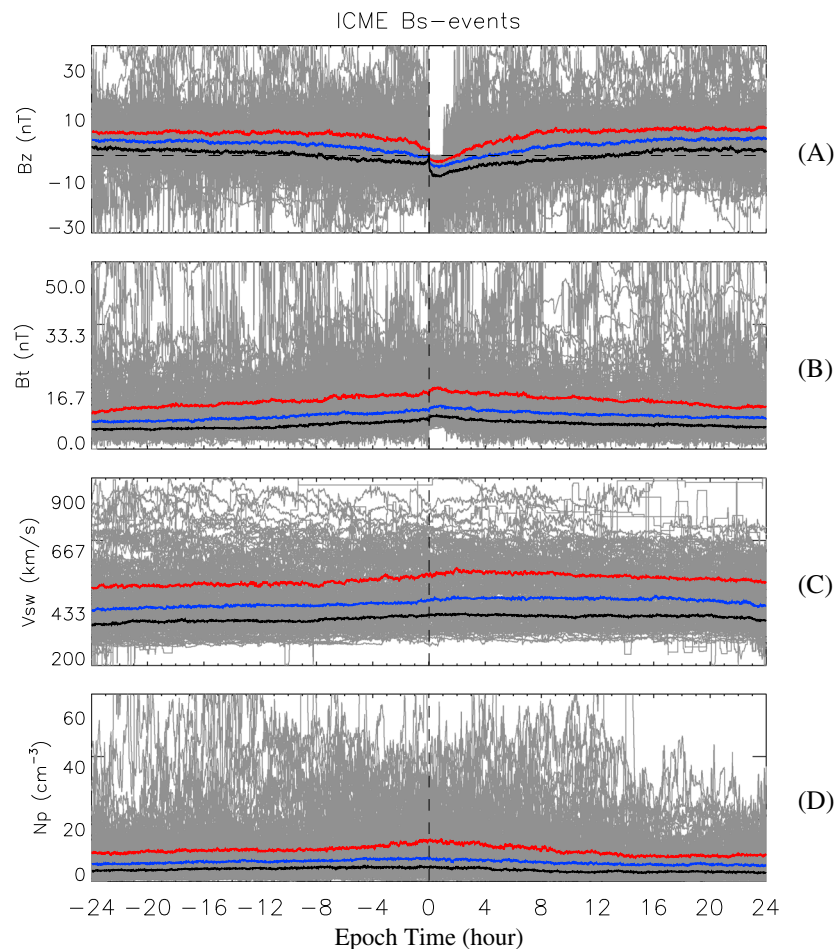 ICME Bs-events
30
10
-10
-30
Bz (nT)
(A)
50.0
33.3
16.7
0.0
Bt (nT)
(B)
900
667
433
200
Vsw (km/s)
(C)
60
40
20
0
Np (cm⁻³)
(D)
-24 -20 -16 -12 -8 -4 0 4 8 12 16 20 24
Epoch Time (hour)